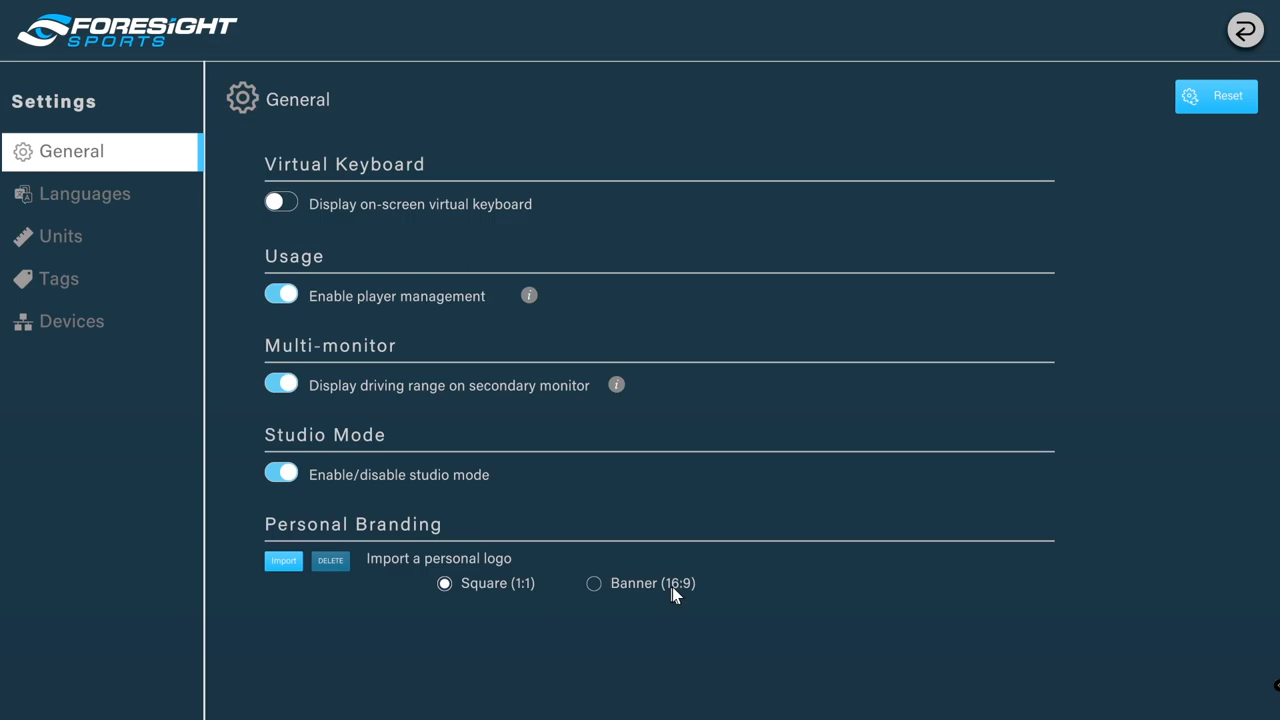 FORESIGHT
SPORTS
Settings
General
Reset
General
Languages
Units
Tags
Devices
Virtual Keyboard
Display on-screen virtual keyboard
Usage
Enable player management i
Multi-monitor
Display driving range on secondary monitor i
Studio Mode
Enable/disable studio mode
Personal Branding
Import DELETE Import a personal logo
Square (1:1) Banner (16:9)